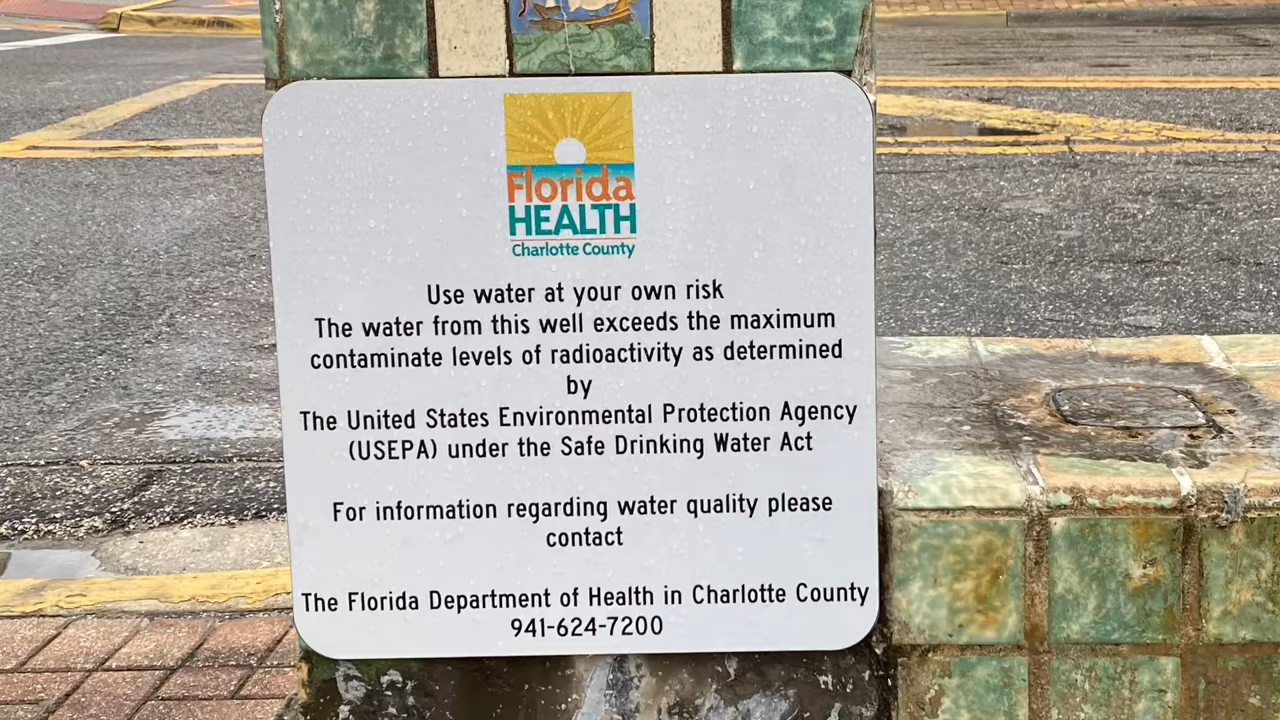 Florida
HEALTH
Charlotte County
Use water at your own risk
The water from this well exceeds the maximum
contaminate levels of radioactivity as determined
by
The United States Environmental Protection Agency
(USEPA) under the Safe Drinking Water Act
For information regarding water quality please
contact
The Florida Department of Health in Charlotte County
941-624-7200